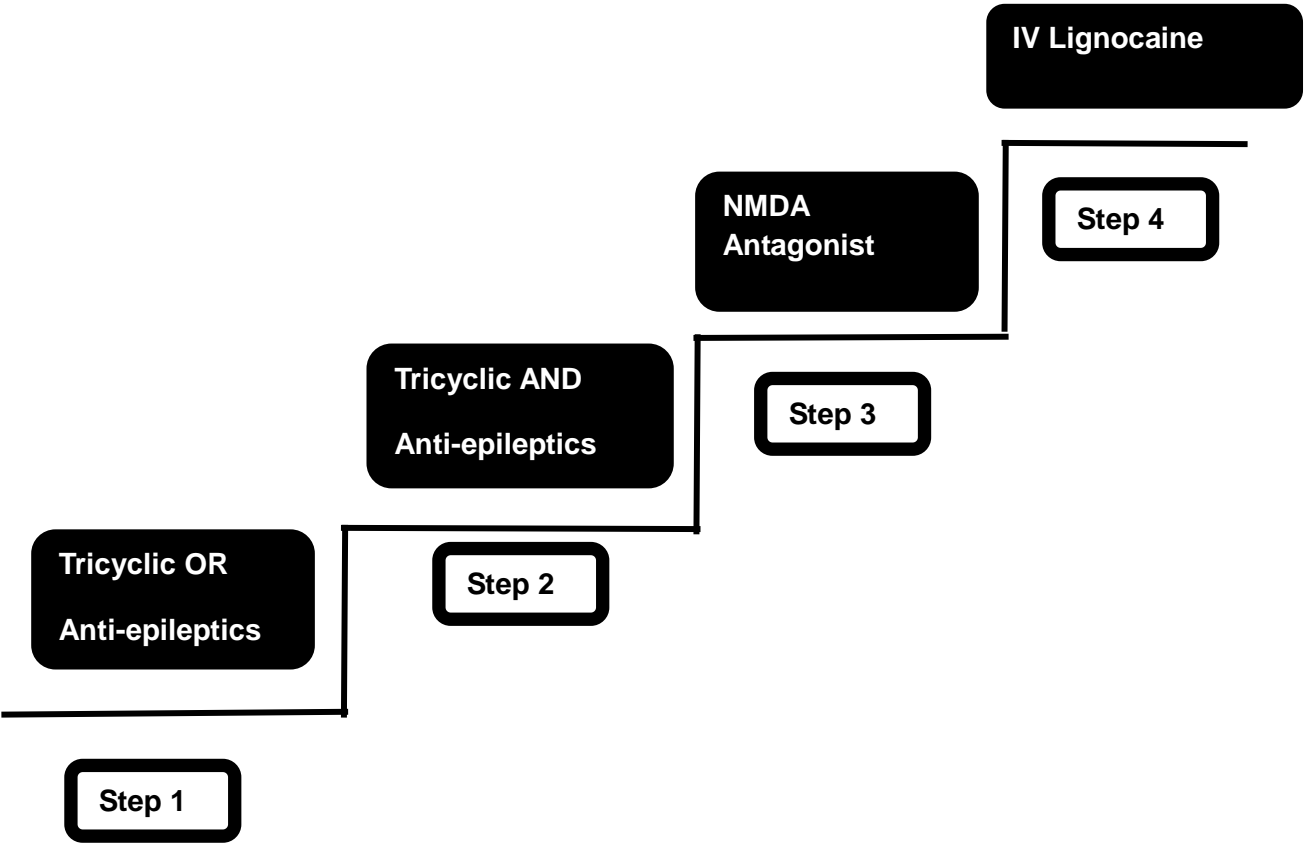 IV Lignocaine
Step 4
NMDA
Antagonist
Step 3
Tricyclic AND
Anti-epileptics
Step 2
Tricyclic OR
Anti-epileptics
Step 1